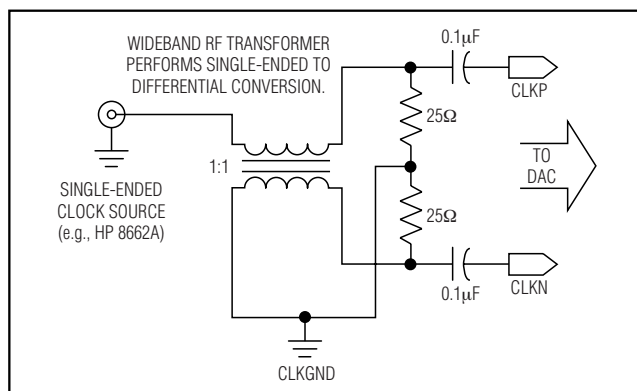 WIDEBAND RF TRANSFORMER
PERFORMS SINGLE-ENDED TO
DIFFERENTIAL CONVERSION.
0.1μF
CLKP
25Ω
1:1
TO
DAC
SINGLE-ENDED
CLOCK SOURCE
(e.g., HP 8662A)
25Ω
0.1μF
CLKN
CLKGND